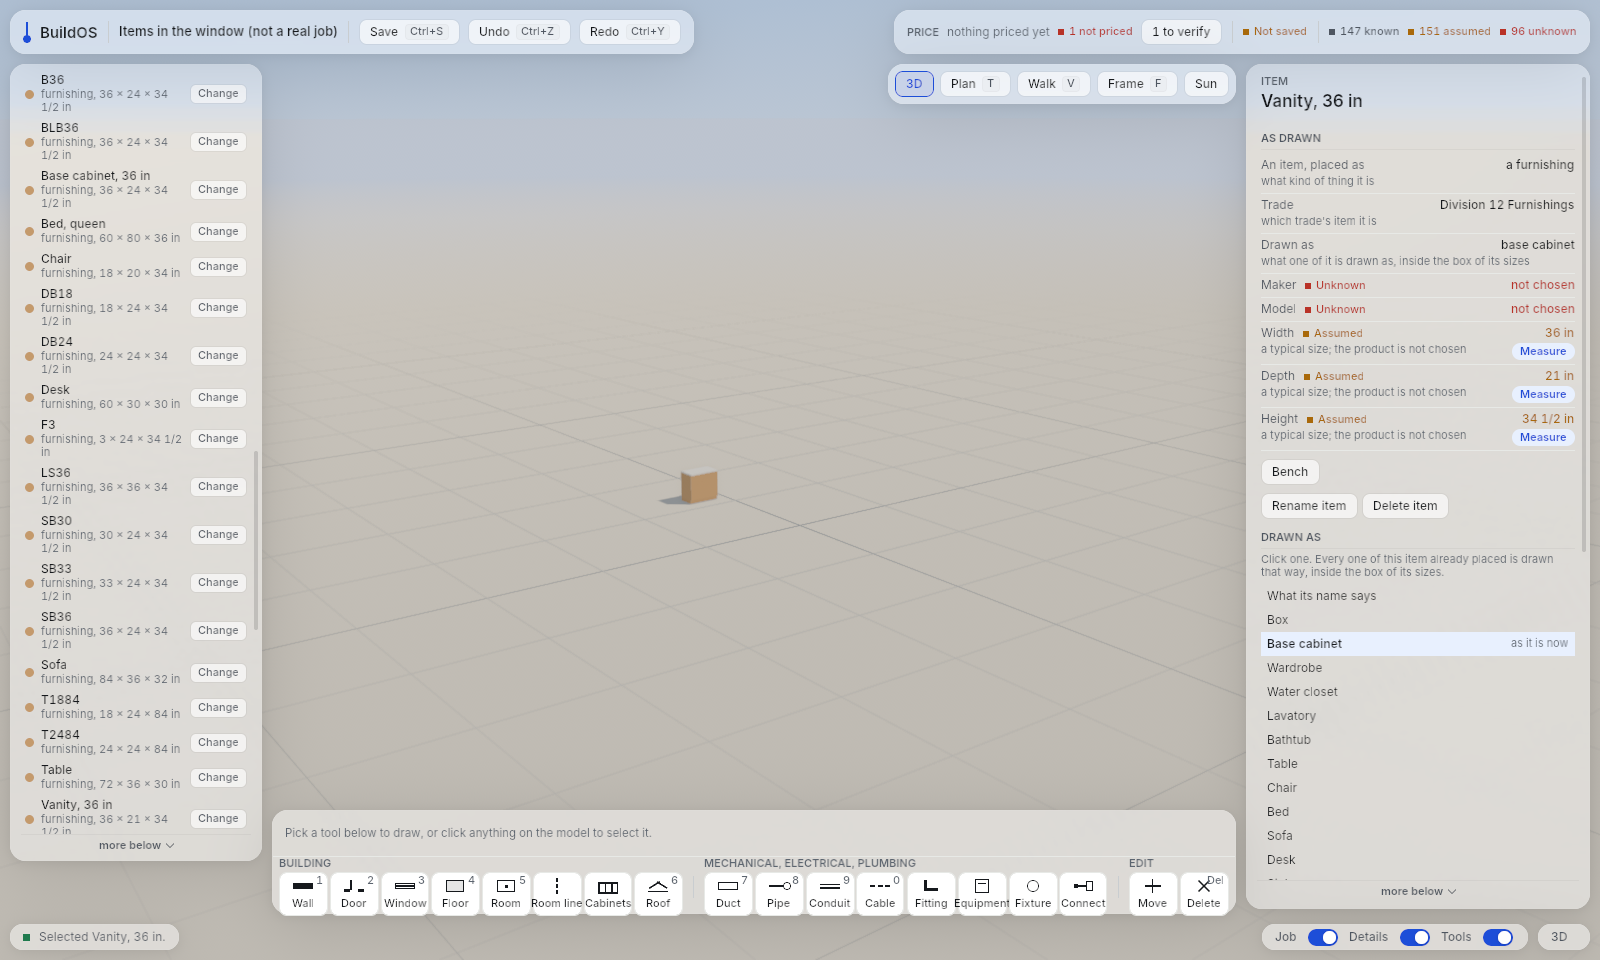 BuildOS
Items in the window (not a real job)
Save Ctrl+S
Undo Ctrl+Z
Redo Ctrl+Y
PRICE nothing priced yet 1 not priced 1 to verify Not saved 147 known 151 assumed 96 unknown
3D
Plan T
Walk V
Frame F
Sun
B36
furnishing, 36 × 24 × 34
1/2 in
Change
BLB36
furnishing, 36 × 24 × 34
1/2 in
Change
Base cabinet, 36 in
furnishing, 36 × 24 × 34
1/2 in
Change
Bed, queen
furnishing, 60 × 80 × 36 in
Change
Chair
furnishing, 18 × 20 × 34 in
Change
DB18
furnishing, 18 × 24 × 34
1/2 in
Change
DB24
furnishing, 24 × 24 × 34
1/2 in
Change
Desk
furnishing, 60 × 30 × 30 in
Change
F3
furnishing, 3 × 24 × 34 1/2
in
Change
LS36
furnishing, 36 × 36 × 34
1/2 in
Change
SB30
furnishing, 30 × 24 × 34
1/2 in
Change
SB33
furnishing, 33 × 24 × 34
1/2 in
Change
SB36
furnishing, 36 × 24 × 34
1/2 in
Change
Sofa
furnishing, 84 × 36 × 32 in
Change
T1884
furnishing, 18 × 24 × 84 in
Change
T2484
furnishing, 24 × 24 × 84 in
Change
Table
furnishing, 72 × 36 × 30 in
Change
Vanity, 36 in
furnishing, 36 × 21 × 34
1/2 in
Change
more below
Selected Vanity, 36 in.
Pick a tool below to draw, or click anything on the model to select it.
BUILDING
1 Wall
2 Door
3 Window
4 Floor
5 Room
Room line
Cabinets
6 Roof
MECHANICAL, ELECTRICAL, PLUMBING
7 Duct
8 Pipe
9 Conduit
0 Cable
Fitting
Equipment
Fixture
Connect
EDIT
Move
Del Delete
ITEM
Vanity, 36 in
AS DRAWN
An item, placed as a furnishing
what kind of thing it is
Trade Division 12 Furnishings
which trade's item it is
Drawn as base cabinet
what one of it is drawn as, inside the box of its sizes
Maker Unknown not chosen
Model Unknown not chosen
Width Assumed 36 in
a typical size; the product is not chosen Measure
Depth Assumed 21 in
a typical size; the product is not chosen Measure
Height Assumed 34 1/2 in
a typical size; the product is not chosen Measure
Bench
Rename item Delete item
DRAWN AS
Click one. Every one of this item already placed is drawn
that way, inside the box of its sizes.
What its name says
Box
Base cabinet as it is now
Wardrobe
Water closet
Lavatory
Bathtub
Table
Chair
Bed
Sofa
Desk
more below
Job Details Tools 3D